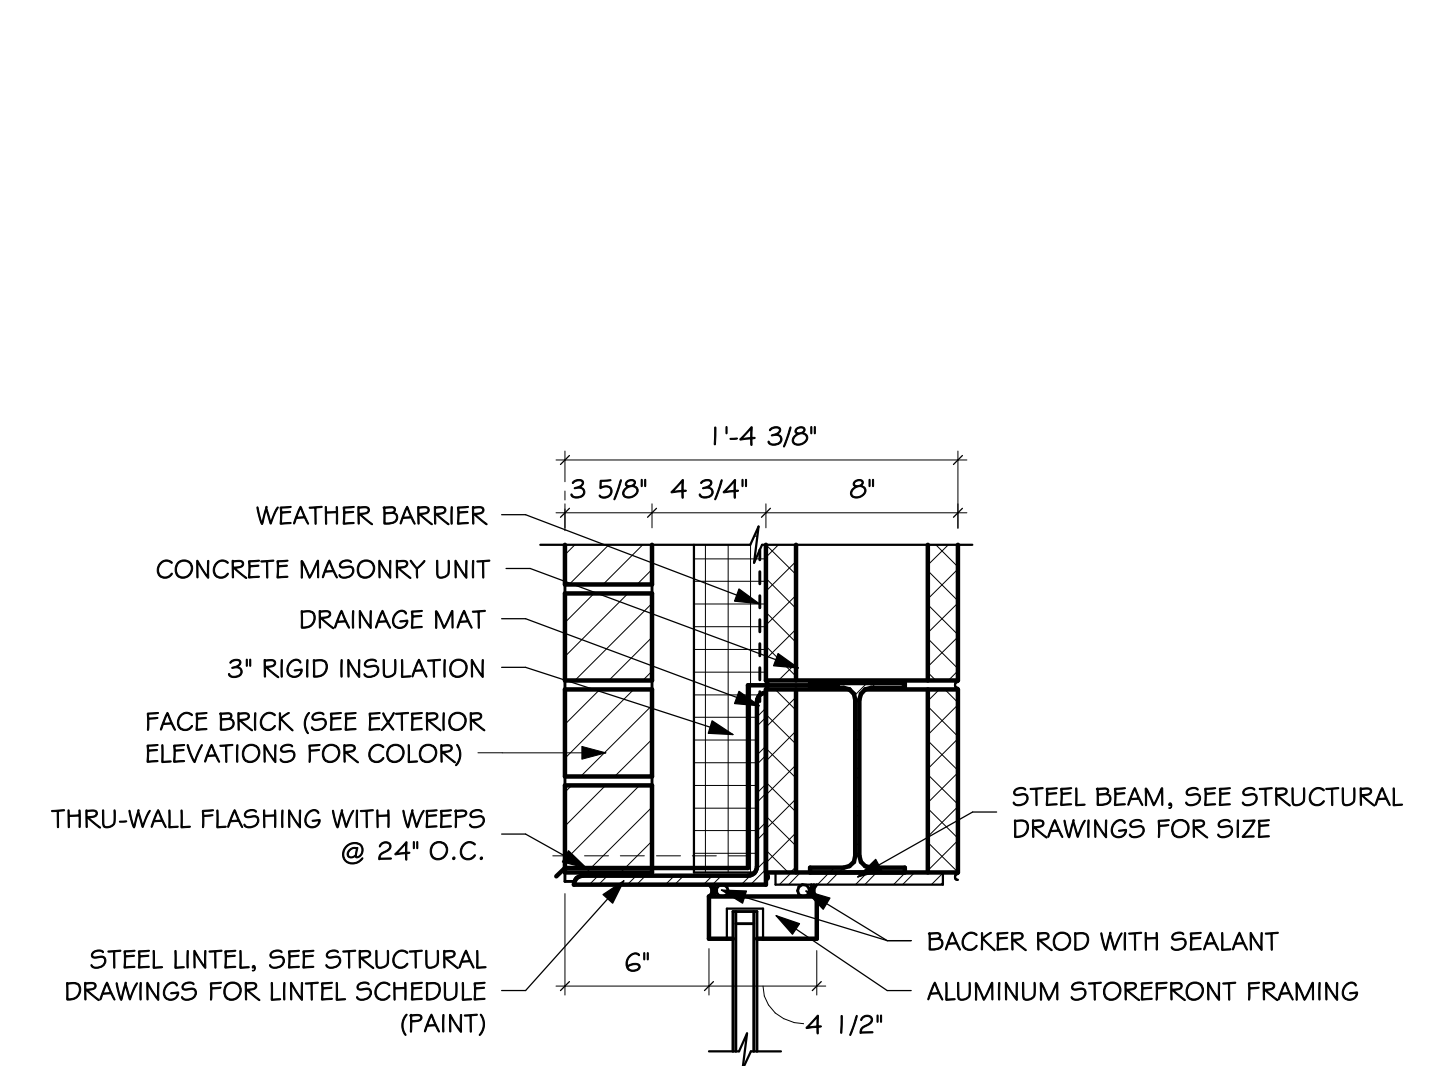 1'-4 3/8"
3 5/8" 4 3/4" 8"
WEATHER BARRIER
CONCRETE MASONRY UNIT
DRAINAGE MAT
3" RIGID INSULATION
FACE BRICK (SEE EXTERIOR
ELEVATIONS FOR COLOR)
THRU-WALL FLASHING WITH WEEPS
@ 24" O.C.
STEEL LINTEL, SEE STRUCTURAL
DRAWINGS FOR LINTEL SCHEDULE
(PAINT)
STEEL BEAM, SEE STRUCTURAL
DRAWINGS FOR SIZE
BACKER ROD WITH SEALANT
ALUMINUM STOREFRONT FRAMING
6"
4 1/2"